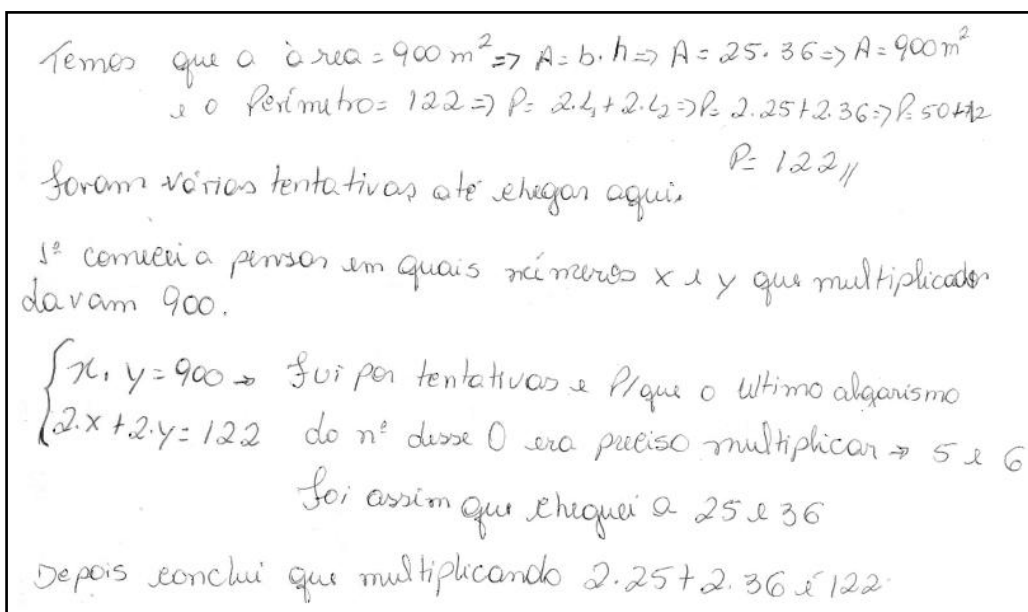 Temos que a àrea = 900 m² => A = b. h => A = 25. 36 => A = 900 m²
e o Perímetro = 122 => P = 2.L₁ + 2.L₂ => P = 2.25 + 2.36 => P = 50 + 72
P = 122 //
foram várias tentativas até chegar aqui.
1º comecei a pensar em quais números x e y que multiplicados
davam 900.
{ x. y = 900 → fui por tentativas e p/ que o ultimo algarismo
2.x + 2.y = 122 do nº desse 0 era preciso multiplicar → 5 e 6
foi assim que cheguei a 25 e 36
Depois conclui que multiplicando 2.25 + 2.36 é 122.